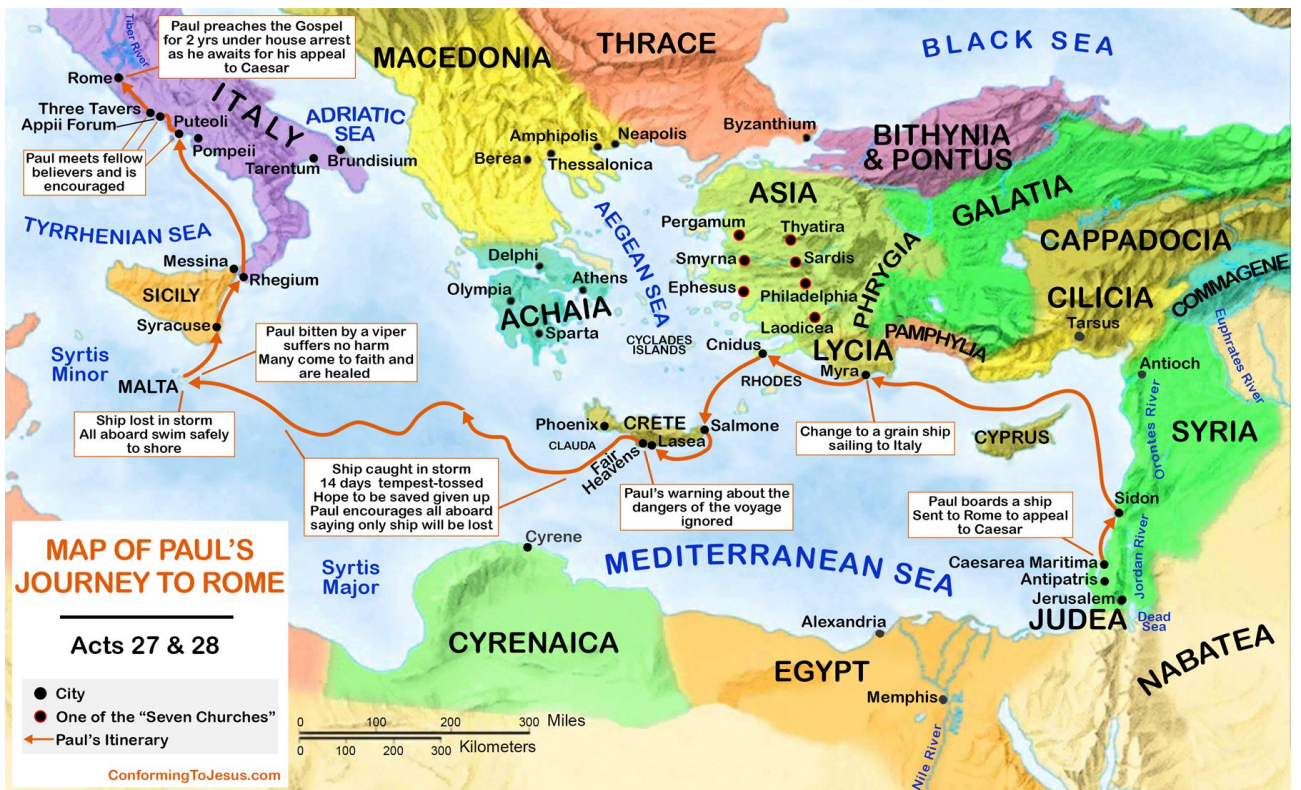 Paul preaches the Gospel
for 2 yrs under house arrest
as he awaits for his appeal
to Caesar
Tiber River
Rome
Three Tavers
Appii Forum
Puteoli
Pompeii
ITALY
ADRIATIC
SEA
Tarentum
Brundisium
Paul meets fellow
believers and is
encouraged
TYRRHENIAN SEA
Messina
Rhegium
SICILY
Syracuse
Syrtis
Minor
MALTA
Paul bitten by a viper
suffers no harm
Many come to faith and
are healed
Ship lost in storm
All aboard swim safely
to shore
MACEDONIA
THRACE
BLACK SEA
Amphipolis
Neapolis
Berea
Thessalonica
Byzanthium
BITHYNIA
& PONTUS
ASIA
GALATIA
CAPPADOCIA
AEGEAN SEA
Pergamum
Thyatira
Smyrna
Sardis
Ephesus
Philadelphia
Laodicea
PHRYGIA
Delphi
Athens
Olympia
ACHAIA
Sparta
CYCLADES
ISLANDS
Cnidus
LYCIA
PAMPHYLIA
Myra
RHODES
CILICIA
Tarsus
COMMAGENE
Euphrates River
Antioch
Orontes River
SYRIA
CYPRUS
Change to a grain ship
sailing to Italy
Phoenix
CRETE
Salmone
CLAUDA
Lasea
Fair
Heavens
Ship caught in storm
14 days tempest-tossed
Hope to be saved given up
Paul encourages all aboard
saying only ship will be lost
Paul's warning about the
dangers of the voyage
ignored
Paul boards a ship
Sent to Rome to appeal
to Caesar
Sidon
Caesarea Maritima
Antipatris
Jerusalem
Jordan River
JUDEA
Dead
Sea
NABATEA
MEDITERRANEAN SEA
Cyrene
Syrtis
Major
CYRENAICA
Alexandria
EGYPT
Memphis
Nile River
MAP OF PAUL'S
JOURNEY TO ROME
Acts 27 & 28
City
One of the “Seven Churches”
Paul's Itinerary
ConformingToJesus.com
0 100 200 300 Miles
0 100 200 300 Kilometers